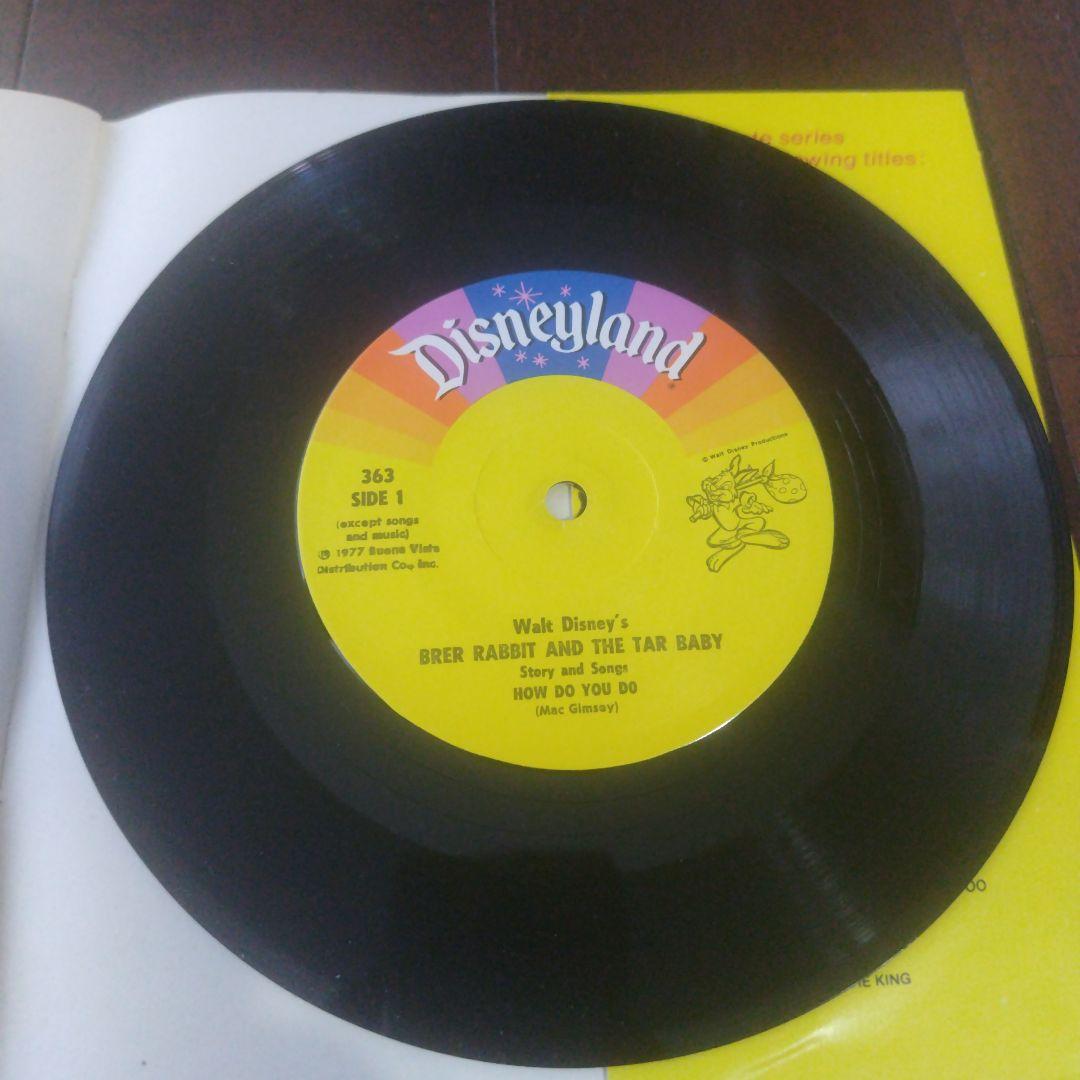 series
titles:
Disneyland
© Walt Disney Productions
363
SIDE 1
(except songs
and music)
℗ 1977 Buena Vista
Distribution Co., Inc.
Walt Disney's
BRER RABBIT AND THE TAR BABY
Story and Songs
HOW DO YOU DO
(Mac Gimsey)
OO
KING